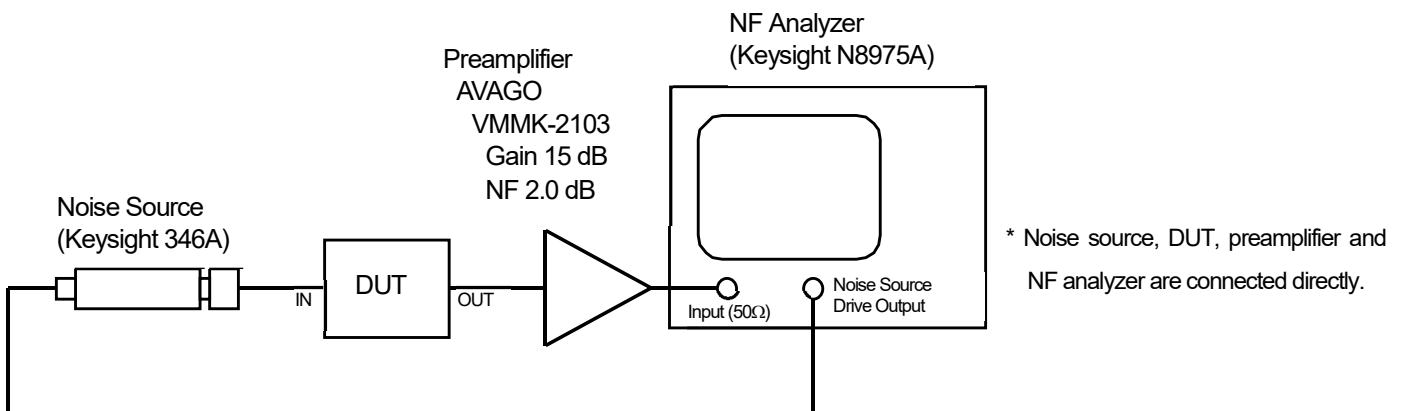 NF Analyzer
(Keysight N8975A)
Preamplifier
AVAGO
VMMK-2103
Gain 15 dB
NF 2.0 dB
Noise Source
(Keysight 346A)
IN
DUT
OUT
Input (50Ω)
Noise Source
Drive Output
* Noise source, DUT, preamplifier and
NF analyzer are connected directly.